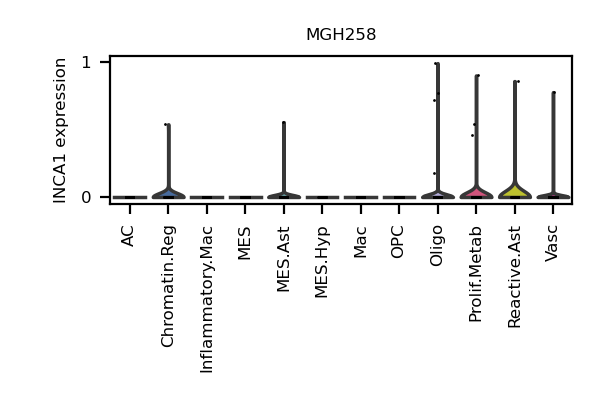 MGH258
INCA1 expression
1
0
AC
Chromatin.Reg
Inflammatory.Mac
MES
MES.Ast
MES.Hyp
Mac
OPC
Oligo
Prolif.Metab
Reactive.Ast
Vasc